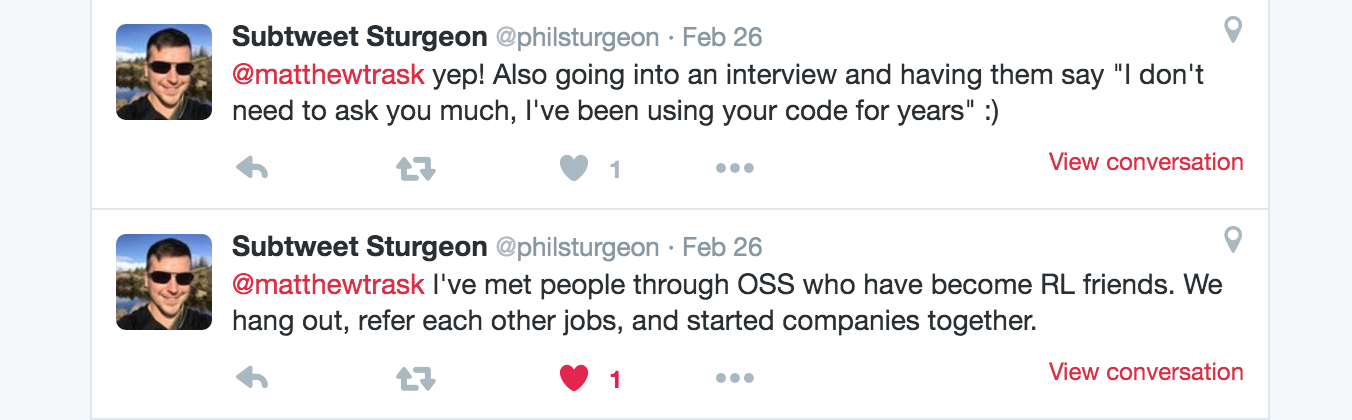 Subtweet Sturgeon @philsturgeon · Feb 26
@matthewtrask yep! Also going into an interview and having them say "I don't
need to ask you much, I've been using your code for years" :)
1
View conversation
Subtweet Sturgeon @philsturgeon · Feb 26
@matthewtrask I've met people through OSS who have become RL friends. We
hang out, refer each other jobs, and started companies together.
1
View conversation